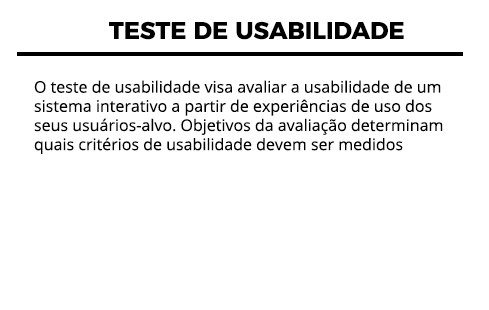 TESTE DE USABILIDADE
O teste de usabilidade visa avaliar a usabilidade de um
sistema interativo a partir de experiências de uso dos
seus usuários-alvo. Objetivos da avaliação determinam
quais critérios de usabilidade devem ser medidos